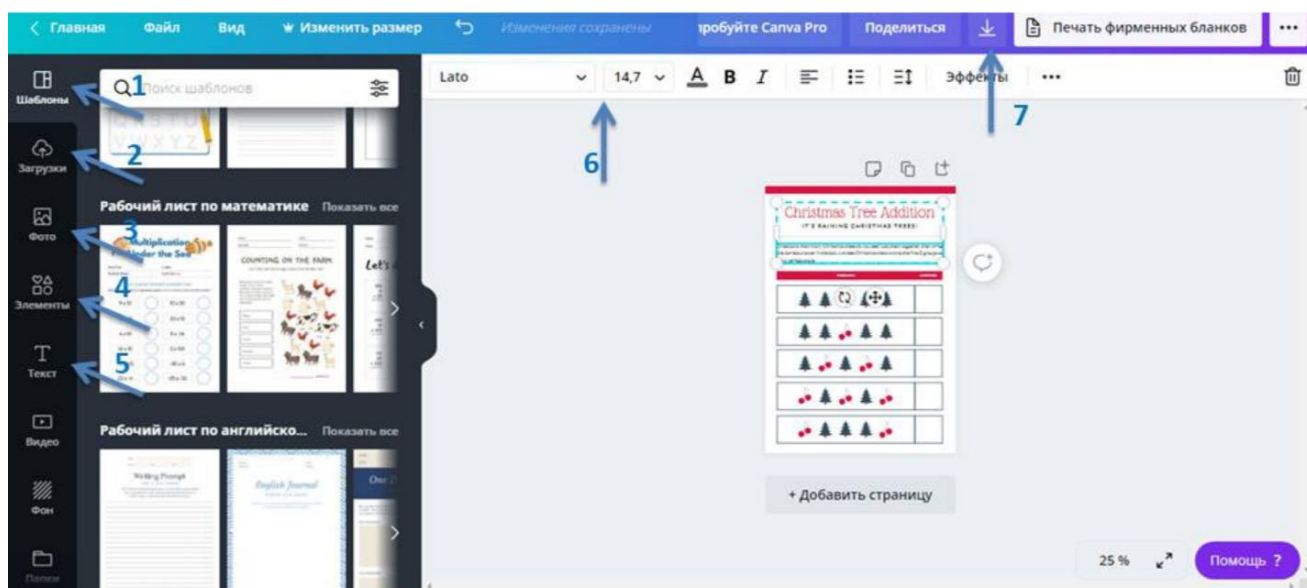 Главная Файл Вид Изменить размер Изменения сохранены пробуйте Canva Pro Поделиться Печать фирменных бланков
Шаблоны
1
Поиск шаблонов
Lato 14,7 A B I Эффекты
7
Q R S T U
V W X Y Z
Загрузки
2
6
Рабочий лист по математике Показать все
Фото
3
Multiplication
Under the Sea
COUNTING ON THE FARM
Let's
Christmas Tree Addition
IT'S RAINING CHRISTMAS TREES!
Элементы
4
Текст
5
Видео
Рабочий лист по английско... Показать все
Writing Prompt
English Journal
+ Добавить страницу
Фон
Папки
25 % Помощь ?